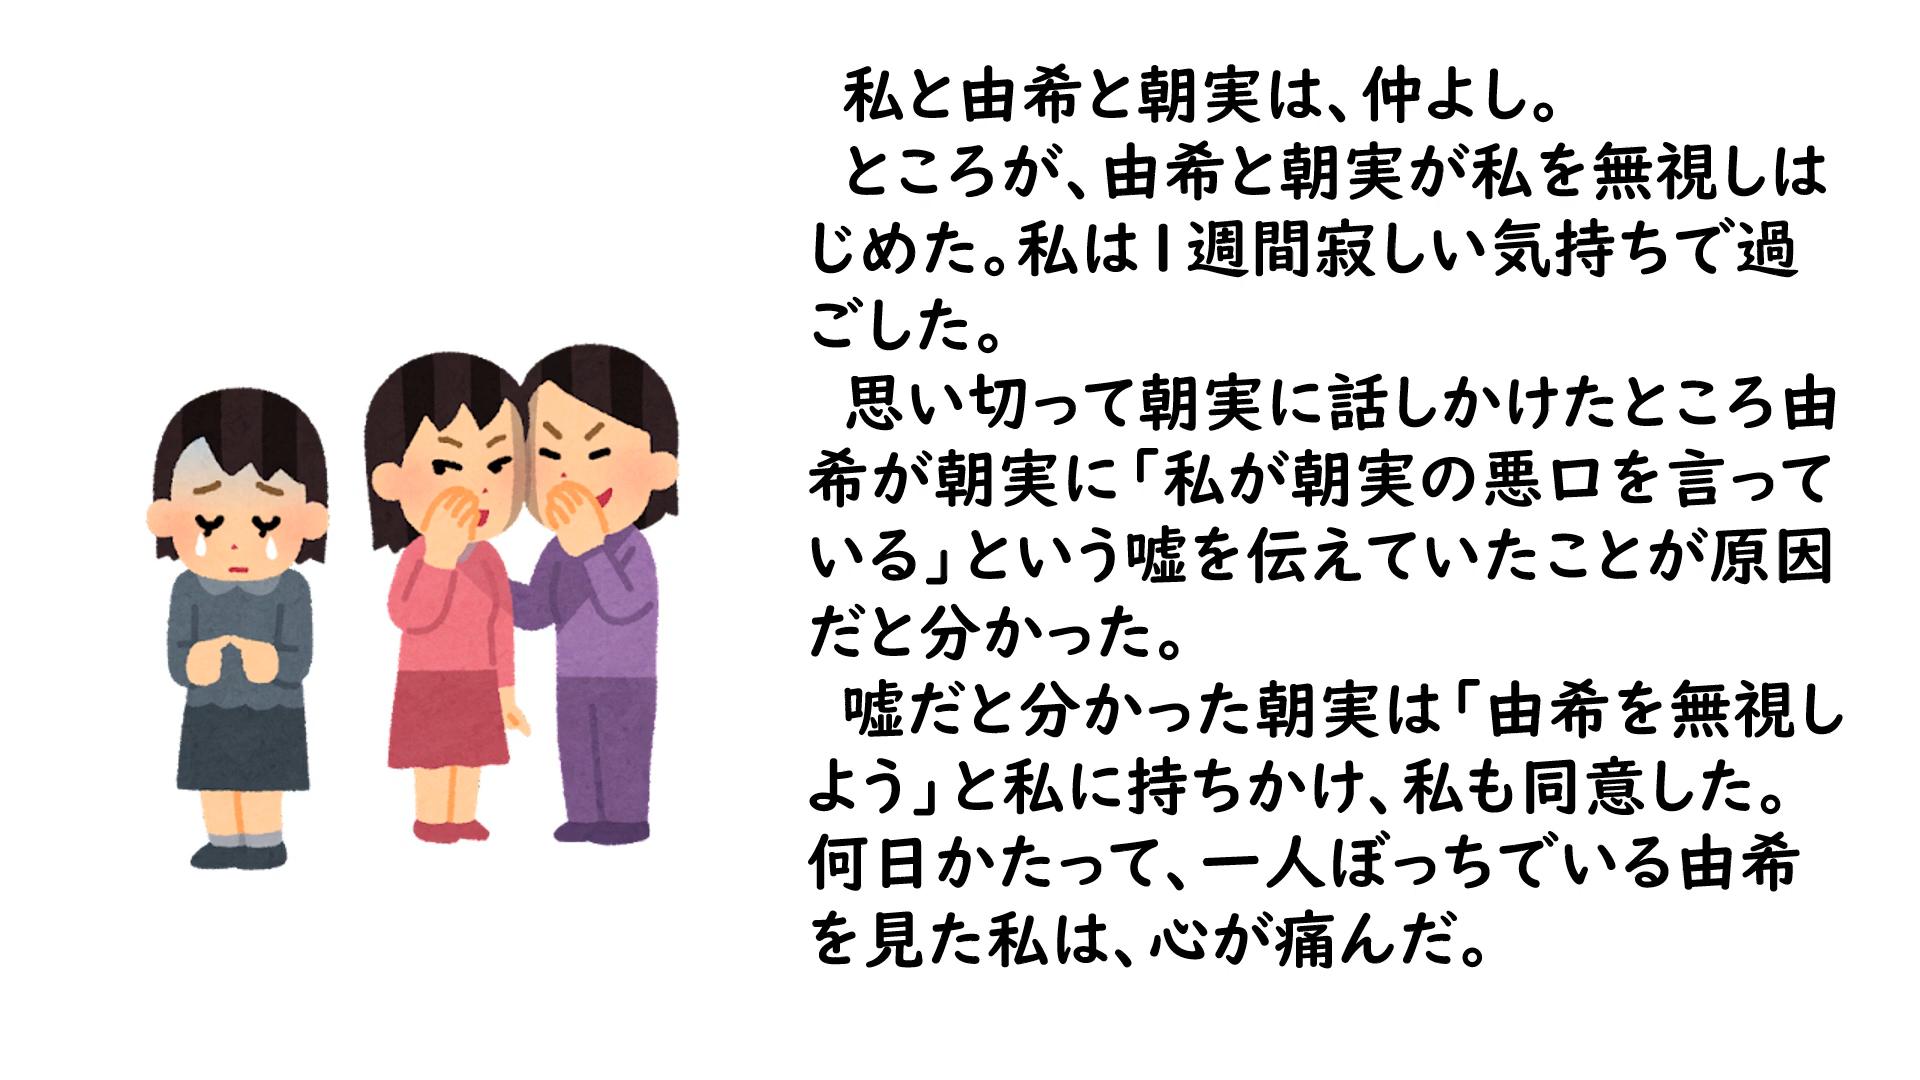 私と由希と朝実は、仲よし。
ところが、由希と朝実が私を無視しは
じめた。私は1週間寂しい気持ちで過
ごした。
思い切って朝実に話しかけたところ由
希が朝実に「私が朝実の悪口を言って
いる」という嘘を伝えていたことが原因
だと分かった。
嘘だと分かった朝実は「由希を無視し
よう」と私に持ちかけ、私も同意した。
何日かたって、一人ぼっちでいる由希
を見た私は、心が痛んだ。